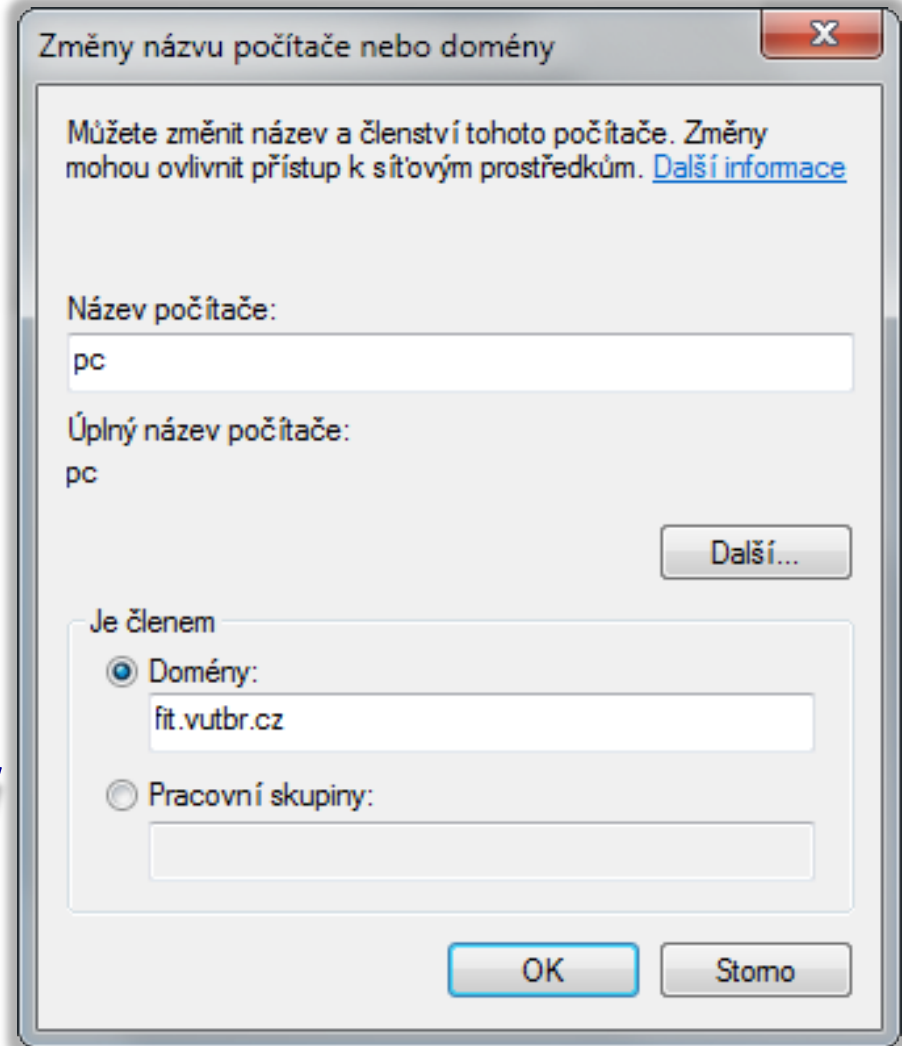 Změny názvu počítače nebo domény
Můžete změnit název a členství tohoto počítače. Změny
mohou ovlivnit přístup k síťovým prostředkům. Další informace
Název počítače:
pc
Úplný název počítače:
pc
Další...
Je členem
Domény:
fit.vutbr.cz
Pracovní skupiny:
OK
Storno